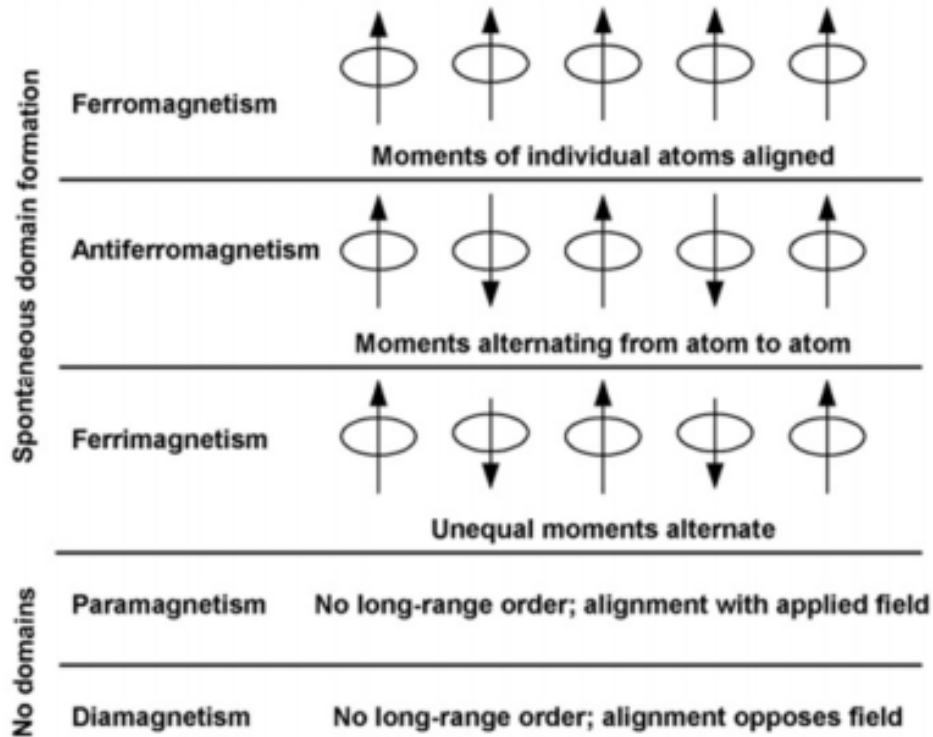 Spontaneous domain formation
Ferromagnetism
Moments of individual atoms aligned
Antiferromagnetism
Moments alternating from atom to atom
Ferrimagnetism
Unequal moments alternate
No domains
Paramagnetism No long-range order; alignment with applied field
Diamagnetism No long-range order; alignment opposes field